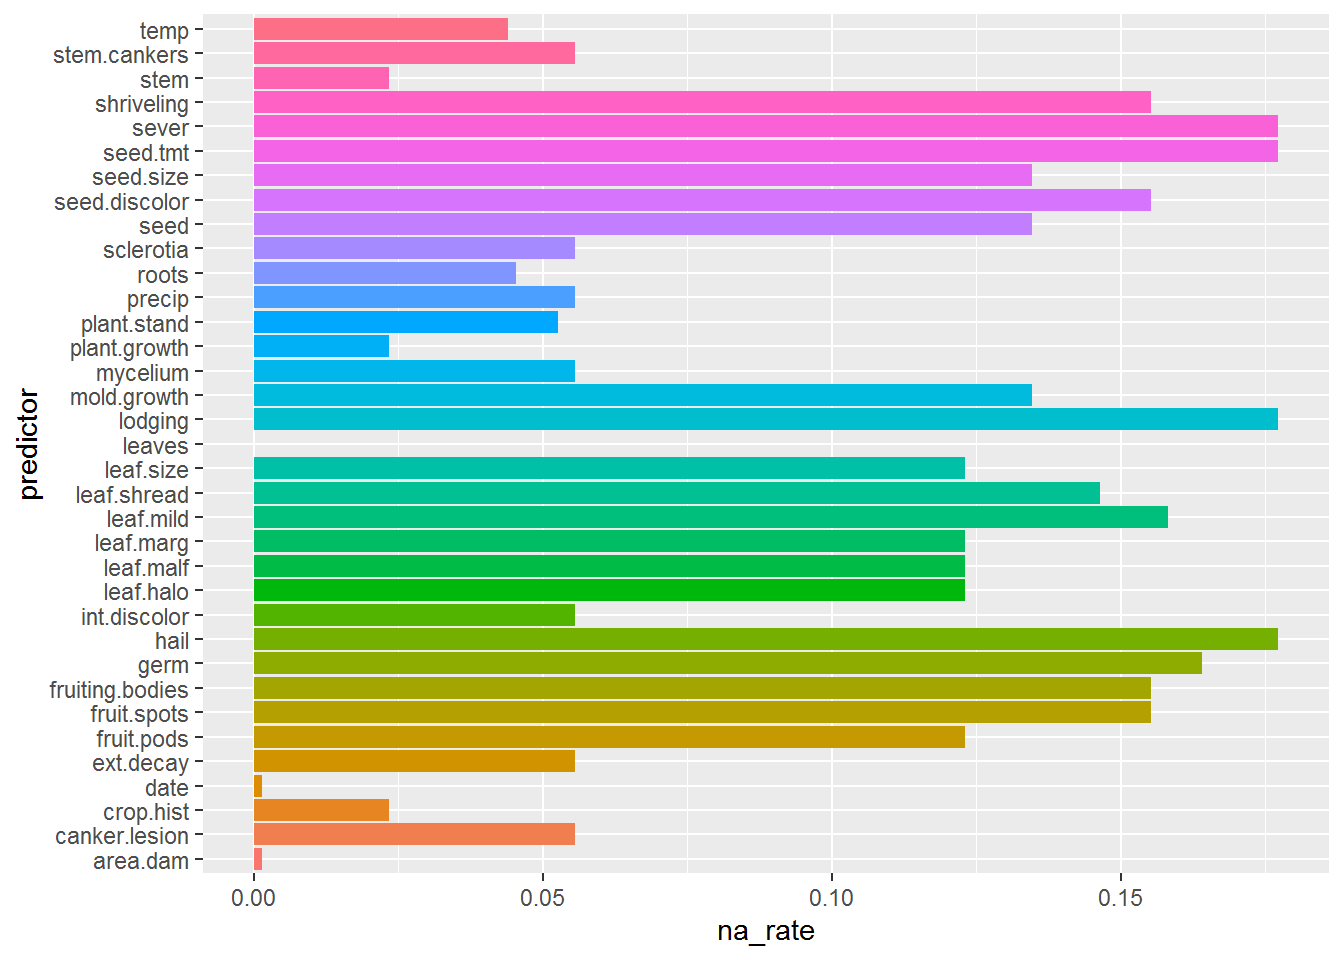 temp
stem.cankers
stem
shriveling
sever
seed.tmt
seed.size
seed.discolor
seed
sclerotia
roots
precip
plant.stand
plant.growth
mycelium
mold.growth
lodging
leaves
leaf.size
leaf.shread
leaf.mild
leaf.marg
leaf.malf
leaf.halo
int.discolor
hail
germ
fruiting.bodies
fruit.spots
fruit.pods
ext.decay
date
crop.hist
canker.lesion
area.dam
predictor
0.00 0.05 0.10 0.15
na_rate